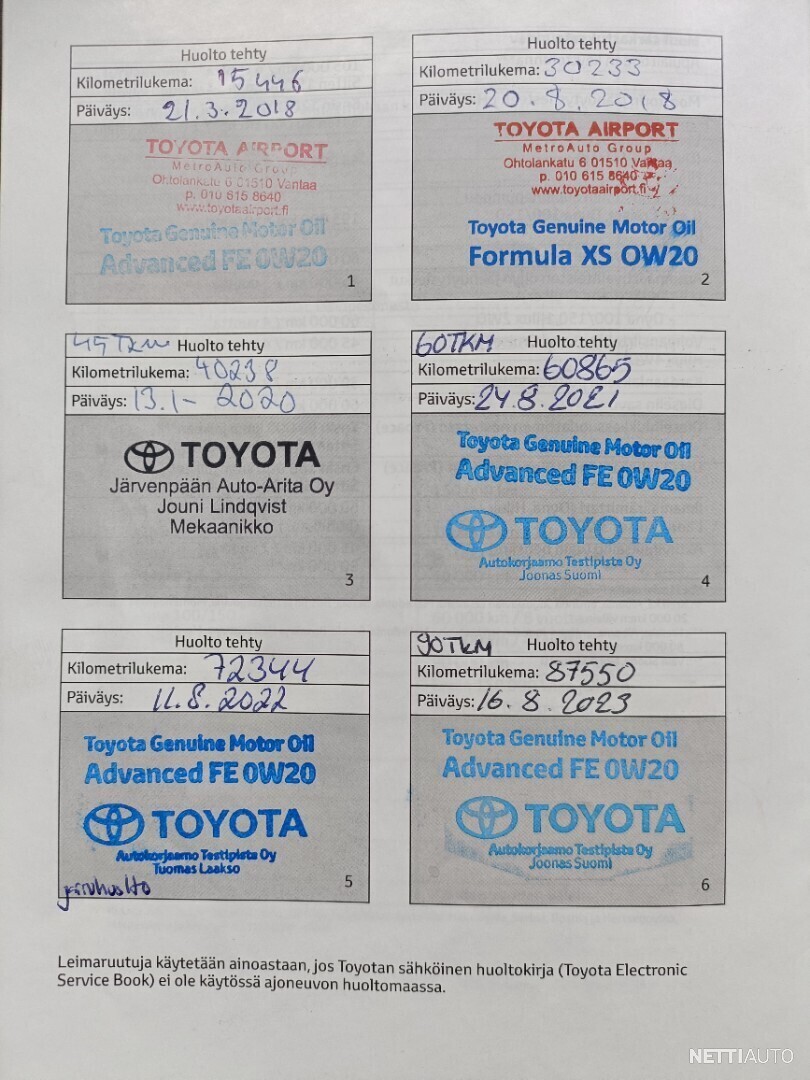 Huolto tehty
Kilometrilukema: 15446
Päiväys: 21.3.2018
TOYOTA AIRPORT
MetroAuto Group
Ohtolankatu 6 01510 Vantaa
p. 010 615 8640
www.toyotaairport.fi
Toyota Genuine Motor Oil
Advanced FE 0W20
1
Huolto tehty
Kilometrilukema: 30233
Päiväys: 20.8.2018
TOYOTA AIRPORT
MetroAuto Group
Ohtolankatu 6 01510 Vantaa
p. 010 615 8640
www.toyotaairport.fi
Toyota Genuine Motor Oil
Formula XS 0W20
2
45TKM Huolto tehty
Kilometrilukema: 40238
Päiväys: 13.1-2020
TOYOTA
Järvenpään Auto-Arita Oy
Jouni Lindqvist
Mekaanikko
3
60TKM Huolto tehty
Kilometrilukema: 60865
Päiväys: 24.8.2021
Toyota Genuine Motor Oil
Advanced FE 0W20
TOYOTA
Autokorjaamo Testipiste Oy
Joonas Suomi
4
Huolto tehty
Kilometrilukema: 72344
Päiväys: 11.8.2022
Toyota Genuine Motor Oil
Advanced FE 0W20
TOYOTA
Autokorjaamo Testipiste Oy
Tuomas Laakso
5
90TKM Huolto tehty
Kilometrilukema: 87550
Päiväys: 16.8.2023
Toyota Genuine Motor Oil
Advanced FE 0W20
TOYOTA
Autokorjaamo Testipiste Oy
Joonas Suomi
6
Leimaruutuja käytetään ainoastaan, jos Toyotan sähköinen huoltokirja (Toyota Electronic
Service Book) ei ole käytössä ajoneuvon huoltomaassa.
NETTIAUTO